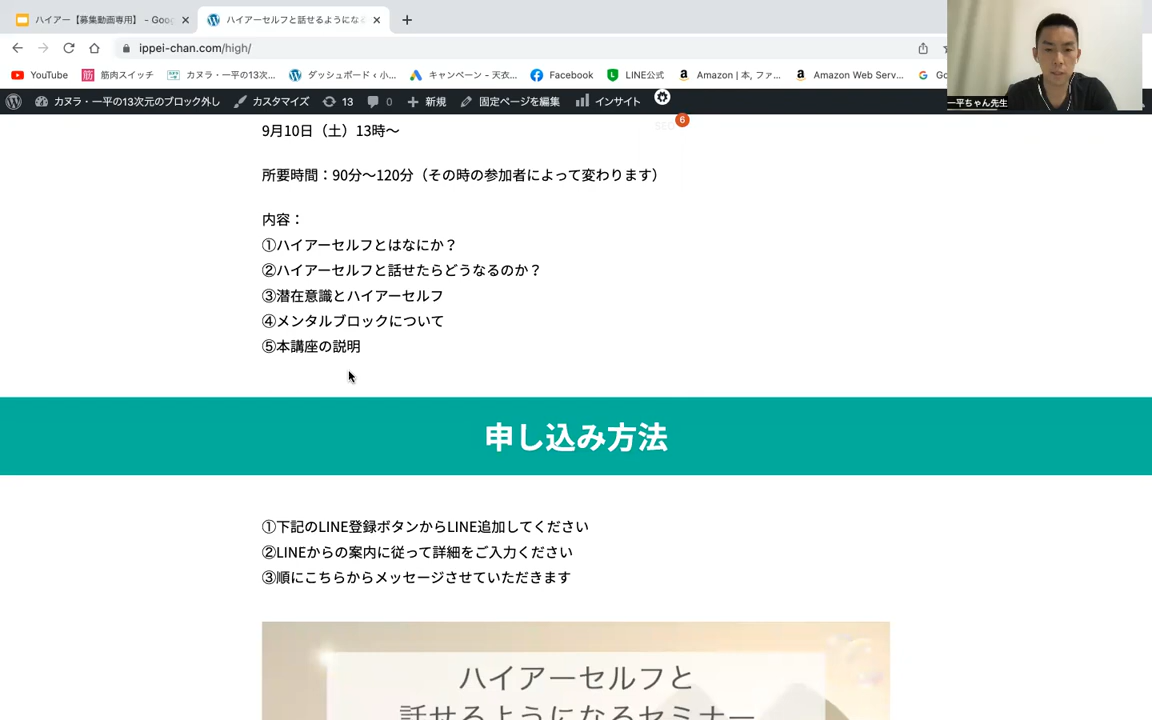 ハイアー【募集動画専用】 - Goo
ハイアーセルフと話せるようにな
ippei-chan.com/high/
YouTube
筋肉スイッチ
カヌラ・一平の13次...
ダッシュボード ‹ 小...
キャンペーン - 天衣...
Facebook
LINE公式
Amazon | 本, ファ...
Amazon Web Serv...
カヌラ・一平の13次元のブロック外し
カスタマイズ
13
0
新規
固定ページを編集
インサイト
SEO
6
一平ちゃん先生
9月10日（土）13時〜
所要時間：90分〜120分（その時の参加者によって変わります）
内容：
①ハイアーセルフとはなにか？
②ハイアーセルフと話せたらどうなるのか？
③潜在意識とハイアーセルフ
④メンタルブロックについて
⑤本講座の説明
申し込み方法
①下記のLINE登録ボタンからLINE追加してください
②LINEからの案内に従って詳細をご入力ください
③順にこちらからメッセージさせていただきます
ハイアーセルフと
話せるようになるセミナー